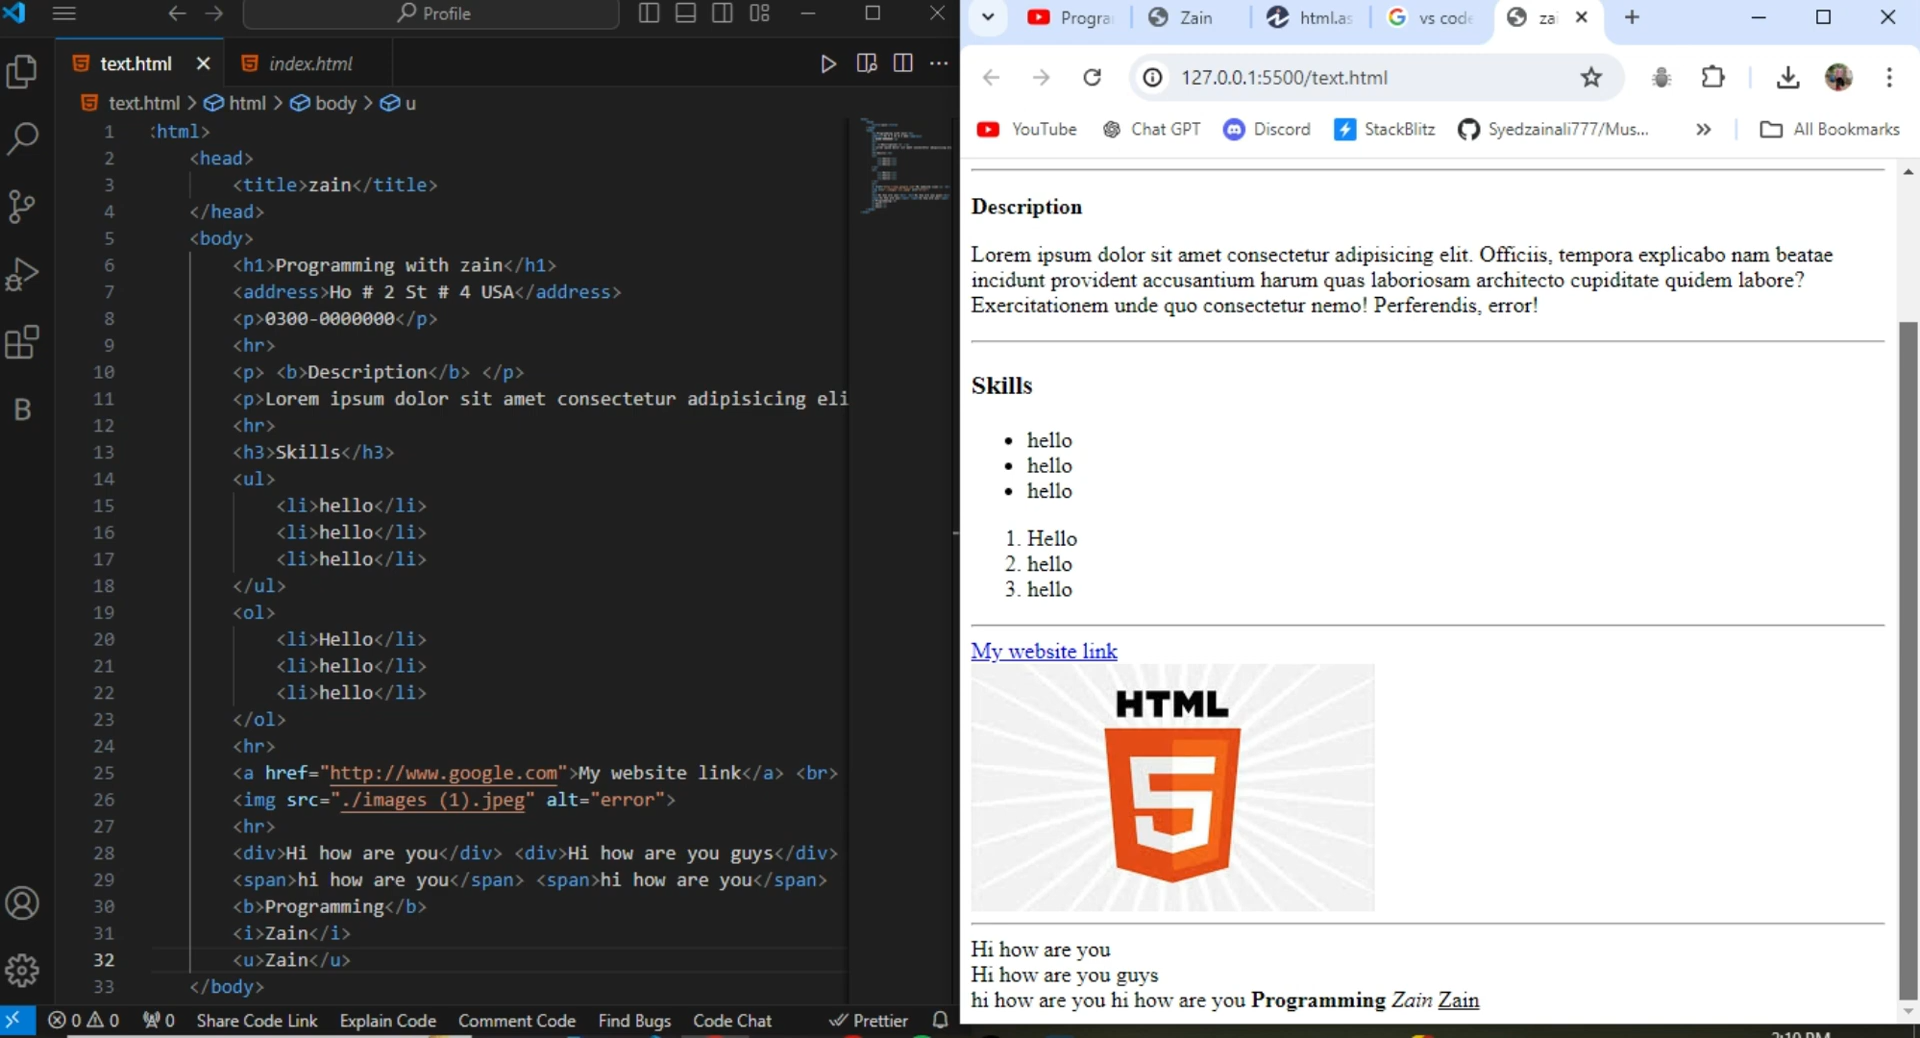 Profile
text.html
index.html
text.html > html > body > u
1 <html>
2 <head>
3 <title>zain</title>
4 </head>
5 <body>
6 <h1>Programming with zain</h1>
7 <address>Ho # 2 St # 4 USA</address>
8 <p>0300-0000000</p>
9 <hr>
10 <p> <b>Description</b> </p>
11 <p>Lorem ipsum dolor sit amet consectetur adipisicing eli
12 <hr>
13 <h3>Skills</h3>
14 <ul>
15 <li>hello</li>
16 <li>hello</li>
17 <li>hello</li>
18 </ul>
19 <ol>
20 <li>Hello</li>
21 <li>hello</li>
22 <li>hello</li>
23 </ol>
24 <hr>
25 <a href="http://www.google.com">My website link</a> <br>
26 <img src="./images (1).jpeg" alt="error">
27 <hr>
28 <div>Hi how are you</div> <div>Hi how are you guys</div>
29 <span>hi how are you</span> <span>hi how are you</span>
30 <b>Programming</b>
31 <i>Zain</i>
32 <u>Zain</u>
33 </body>
B
0 0 0 Share Code Link Explain Code Comment Code Find Bugs Code Chat Prettier
Progra Zain html.as vs cod zai
127.0.0.1:5500/text.html
YouTube Chat GPT Discord StackBlitz Syedzainali777/Mus... All Bookmarks
Description
Lorem ipsum dolor sit amet consectetur adipisicing elit. Officiis, tempora explicabo nam beatae
incidunt provident accusantium harum quas laboriosam architecto cupiditate quidem labore?
Exercitationem unde quo consectetur nemo! Perferendis, error!
Skills
• hello
• hello
• hello
1. Hello
2. hello
3. hello
My website link
HTML
5
Hi how are you
Hi how are you guys
hi how are you hi how are you Programming Zain Zain